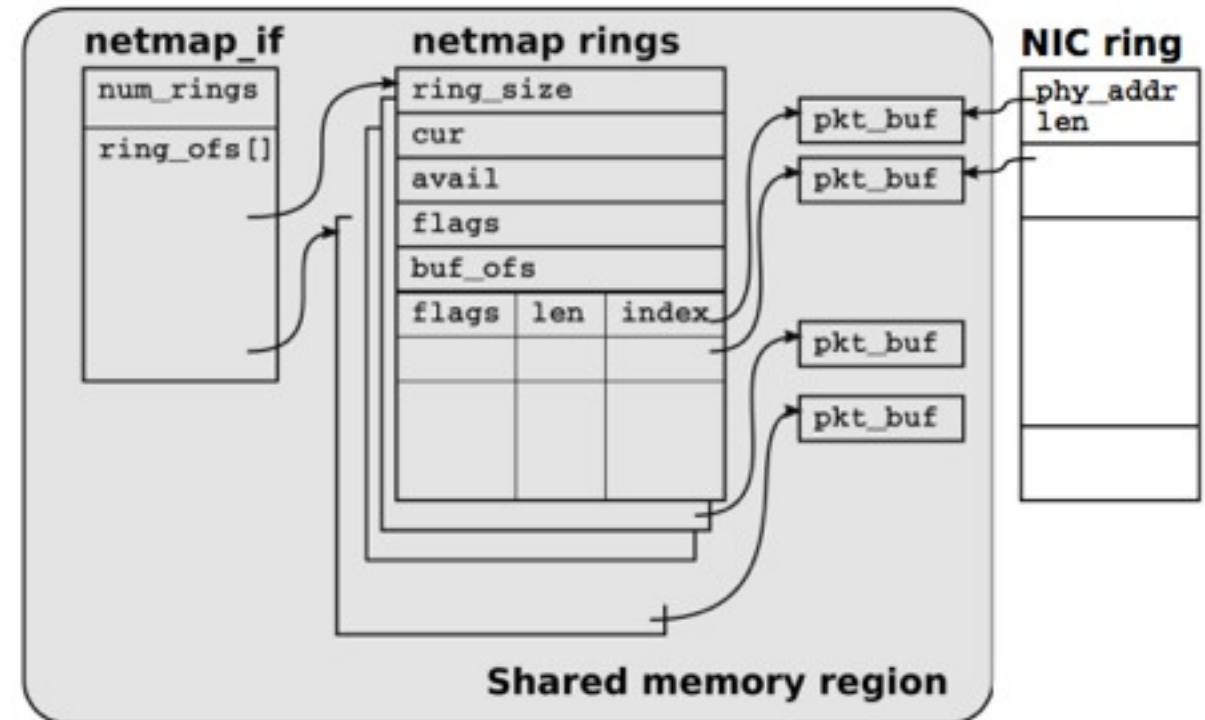 netmap_if
num_rings
ring_ofs[]
netmap rings
ring_size
cur
avail
flags
buf_ofs
flags len index
pkt_buf
pkt_buf
pkt_buf
pkt_buf
NIC ring
phy_addr
len
Shared memory region